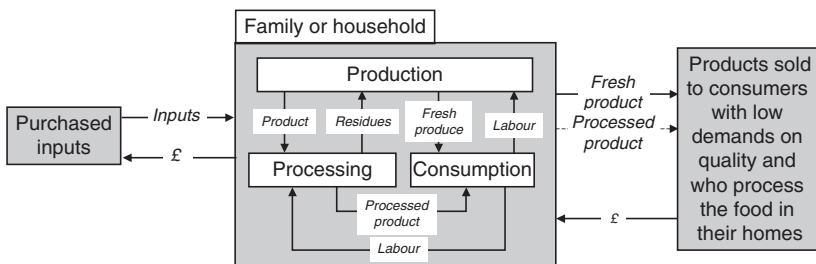 Family or household
Production
Product
Residues
Fresh
produce
Labour
Processing
Consumption
Processed
product
Labour
Purchased
inputs
Inputs
£
Fresh
product
Processed
product
£
Products sold
to consumers
with low
demands on
quality and
who process
the food in
their homes